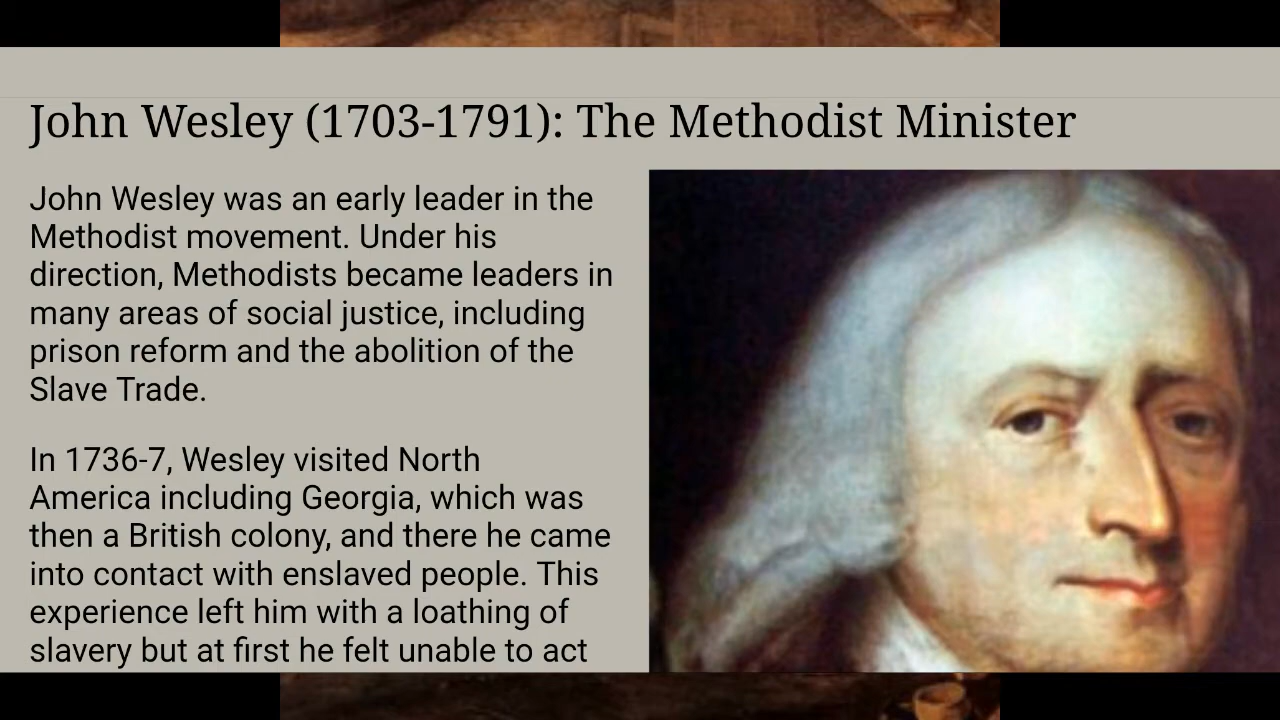 John Wesley (1703-1791): The Methodist Minister
John Wesley was an early leader in the
Methodist movement. Under his
direction, Methodists became leaders in
many areas of social justice, including
prison reform and the abolition of the
Slave Trade.
In 1736-7, Wesley visited North
America including Georgia, which was
then a British colony, and there he came
into contact with enslaved people. This
experience left him with a loathing of
slavery but at first he felt unable to act